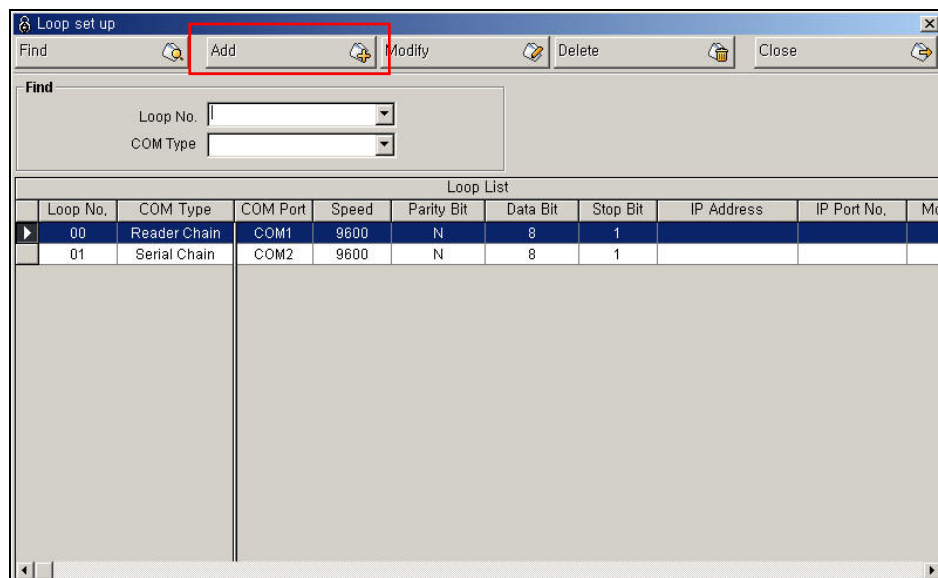 Loop set up
Find Add Modify Delete Close
Find
Loop No.
COM Type
Loop List
Loop No. COM Type COM Port Speed Parity Bit Data Bit Stop Bit IP Address IP Port No. Mo
00 Reader Chain COM1 9600 N 8 1
01 Serial Chain COM2 9600 N 8 1